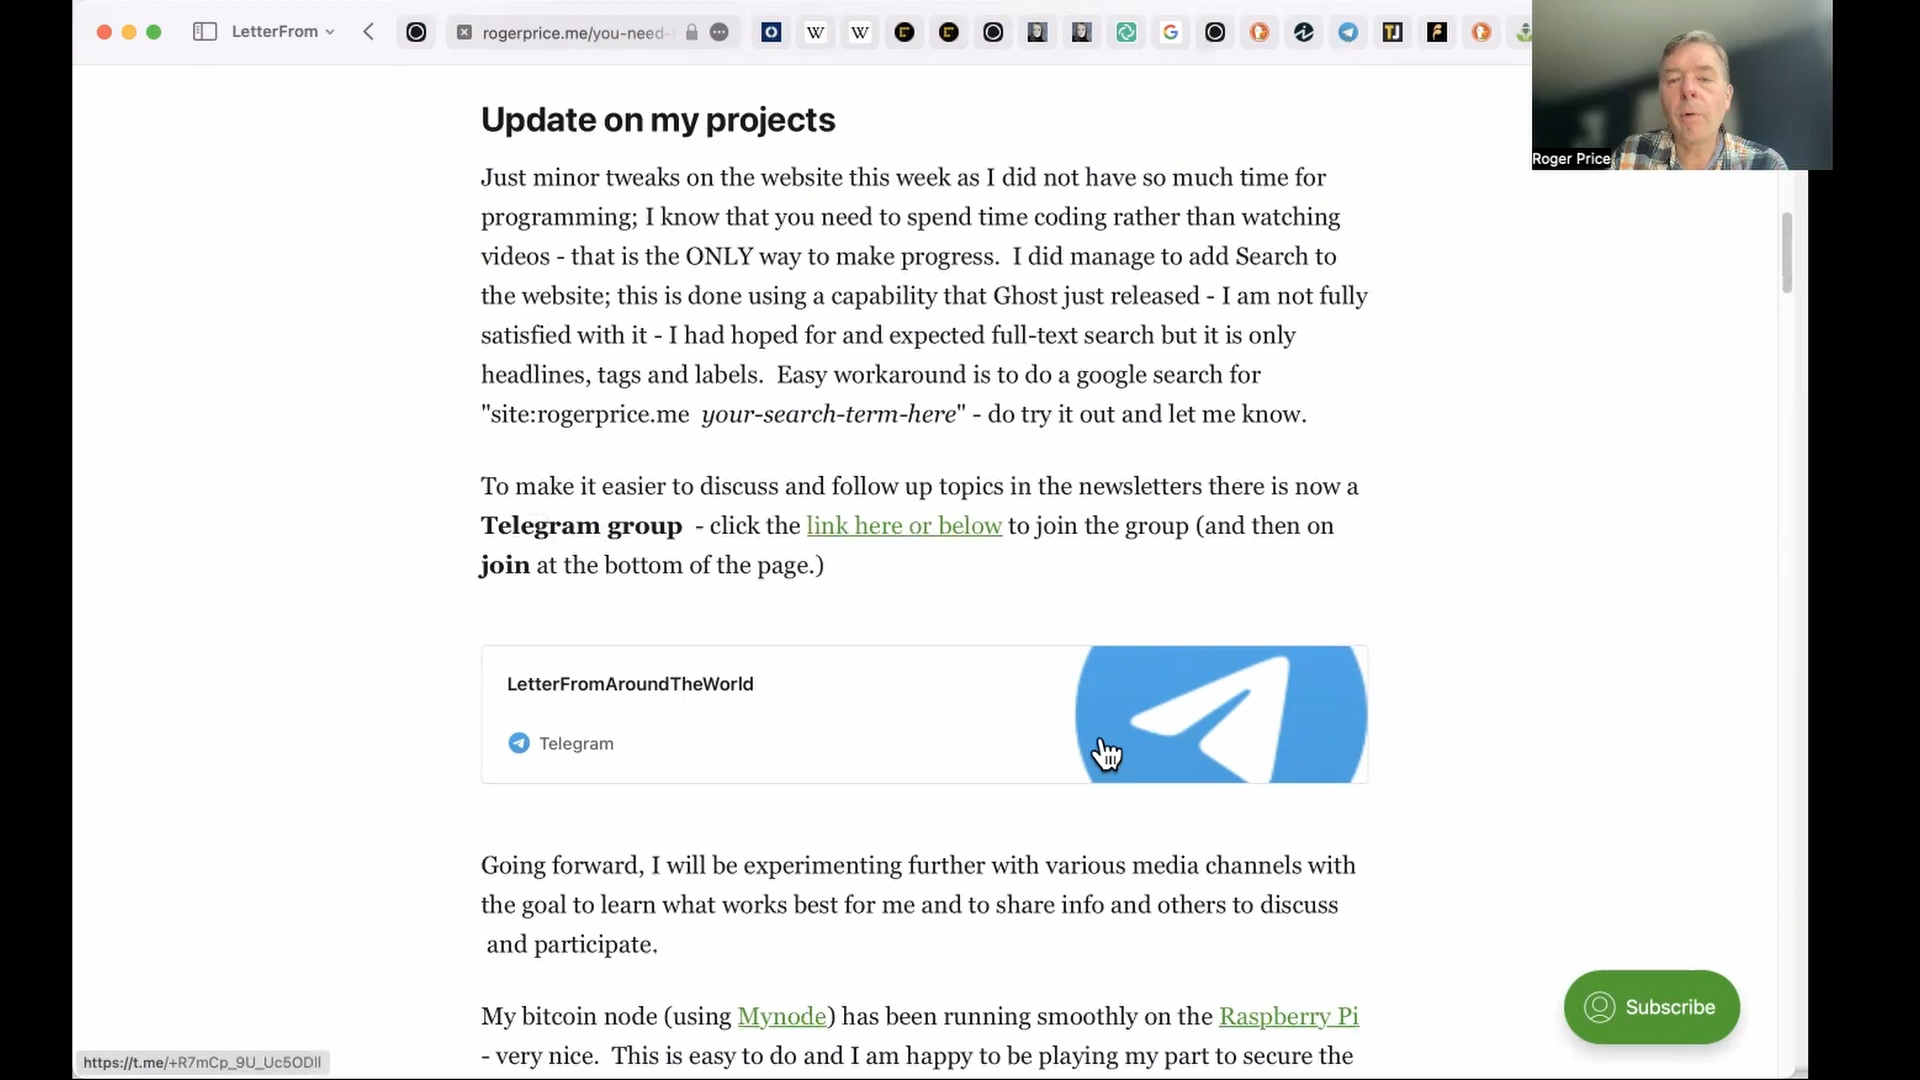 LetterFrom
rogerprice.me/you-need-
W
W
G
TJ
Roger Price
Update on my projects
Just minor tweaks on the website this week as I did not have so much time for
programming; I know that you need to spend time coding rather than watching
videos - that is the ONLY way to make progress.  I did manage to add Search to
the website; this is done using a capability that Ghost just released - I am not fully
satisfied with it - I had hoped for and expected full-text search but it is only
headlines, tags and labels.  Easy workaround is to do a google search for
"site:rogerprice.me  your-search-term-here" - do try it out and let me know.
To make it easier to discuss and follow up topics in the newsletters there is now a
Telegram group  - click the link here or below to join the group (and then on
join at the bottom of the page.)
LetterFromAroundTheWorld
Telegram
Going forward, I will be experimenting further with various media channels with
the goal to learn what works best for me and to share info and others to discuss
and participate.
My bitcoin node (using Mynode) has been running smoothly on the Raspberry Pi
- very nice.  This is easy to do and I am happy to be playing my part to secure the
Subscribe
https://t.me/+R7mCp_9U_Uc5ODll